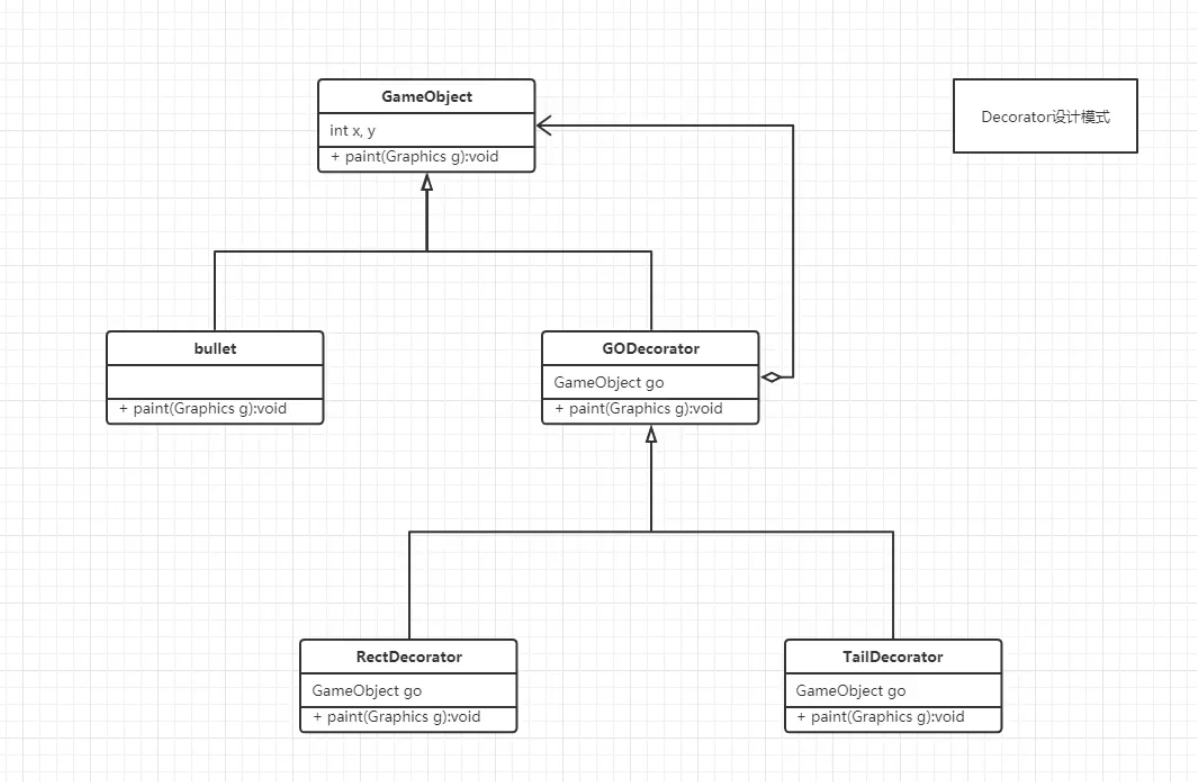 GameObject
int x, y
+ paint(Graphics g):void
Decorator设计模式
bullet
+ paint(Graphics g):void
GODecorator
GameObject go
+ paint(Graphics g):void
RectDecorator
GameObject go
+ paint(Graphics g):void
TailDecorator
GameObject go
+ paint(Graphics g):void